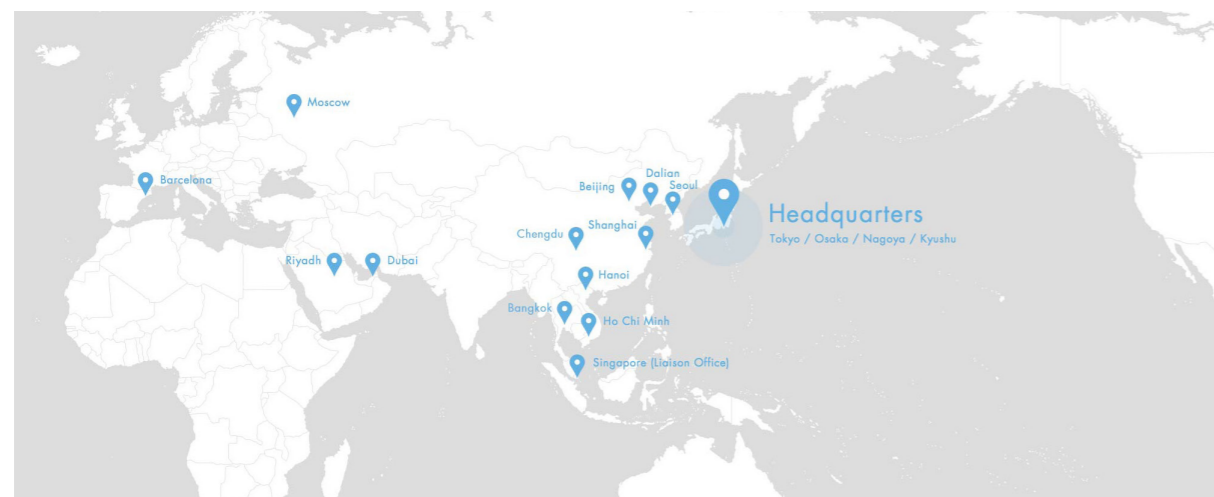 Moscow
Barcelona
Dalian
Beijing
Seoul
Headquarters
Tokyo / Osaka / Nagoya / Kyushu
Shanghai
Chengdu
Riyadh
Dubai
Hanoi
Bangkok
Ho Chi Minh
Singapore (Liaison Office)